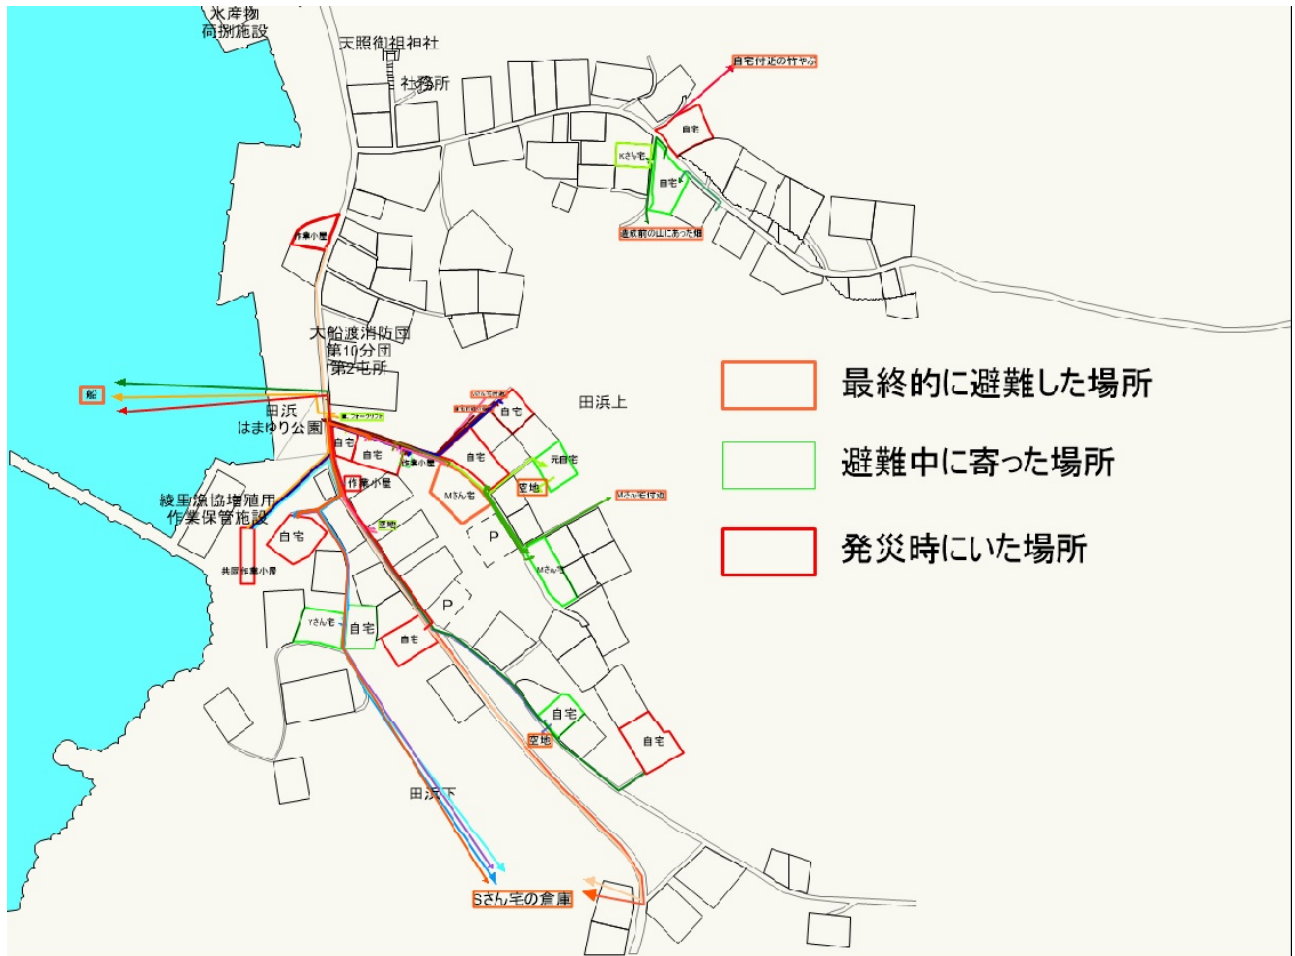 水産物
荷捌施設
天照御祖神社
社務所
自宅付近の竹やぶ
自宅
Kさん宅
自宅
造成前の山にあった畑
作業小屋
大船渡消防団
第10分団
第2屯所
船
田浜
はまゆり公園
田浜上
自宅
自宅
自宅
作業小屋
自宅
元自宅
作業小屋
Mさん宅
空地
Mさん宅付近
綾里漁協増殖用
作業保管施設
空地
P
自宅
共同作業小屋
Mさん宅
P
Yさん宅
自宅
自宅
自宅
空地
自宅
田浜下
Sさん宅の倉庫
最終的に避難した場所
避難中に寄った場所
発災時にいた場所